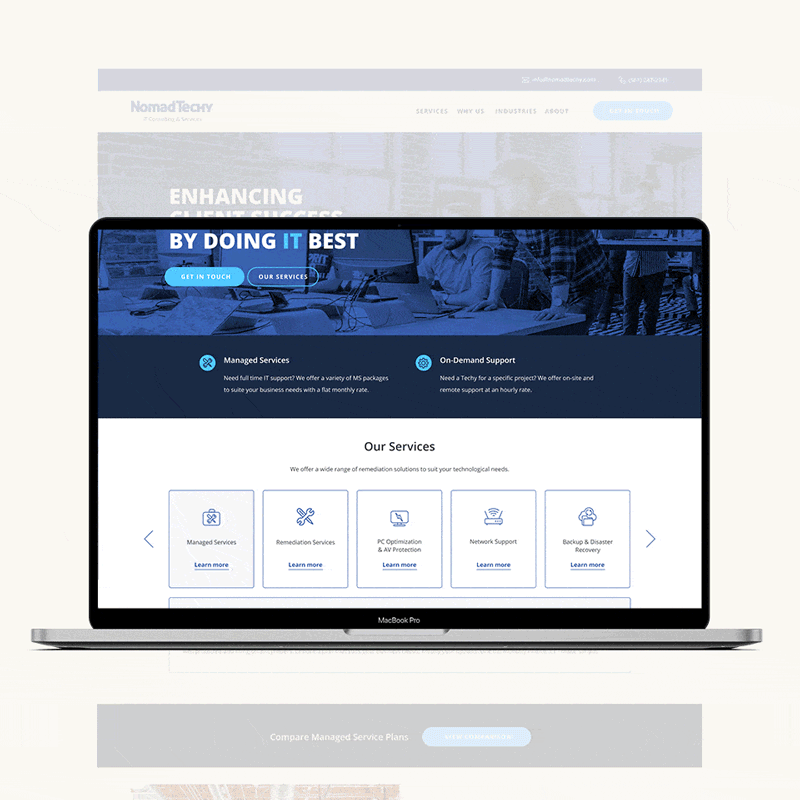 NomadTechy
IT Consulting & Services
SERVICES WHY US INDUSTRIES ABOUT
GET IN TOUCH
ENHANCING
CLIENT SUCCESS
BY DOING IT BEST
GET IN TOUCH
OUR SERVICES
Managed Services
Need full time IT support? We offer a variety of MS packages
to suite your business needs with a flat monthly rate.
On-Demand Support
Need a Techy for a specific project? We offer on-site and
remote support at an hourly rate.
Our Services
We offer a wide range of remediation solutions to suit your technological needs.
Managed Services
Learn more
Remediation Services
Learn more
PC Optimization
& AV Protection
Learn more
Network Support
Learn more
Backup & Disaster
Recovery
Learn more
MacBook Pro
Compare Managed Service Plans
VIEW COMPARISON